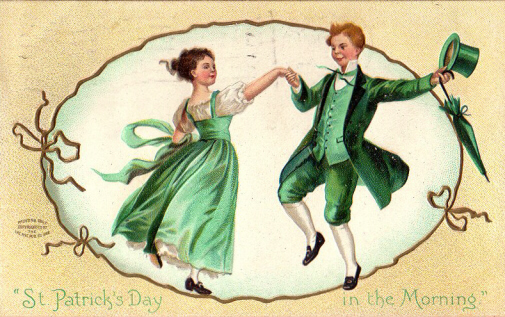 "St. Patrick's Day in the Morning."